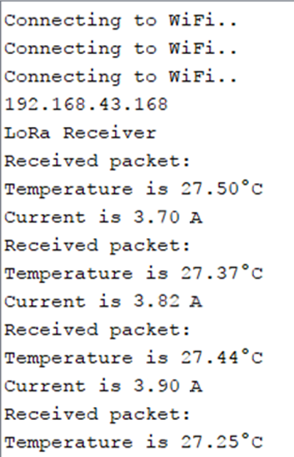 Connecting to WiFi..
Connecting to WiFi..
Connecting to WiFi..
192.168.43.168
LoRa Receiver
Received packet:
Temperature is 27.50°C
Current is 3.70 A
Received packet:
Temperature is 27.37°C
Current is 3.82 A
Received packet:
Temperature is 27.44°C
Current is 3.90 A
Received packet:
Temperature is 27.25°C